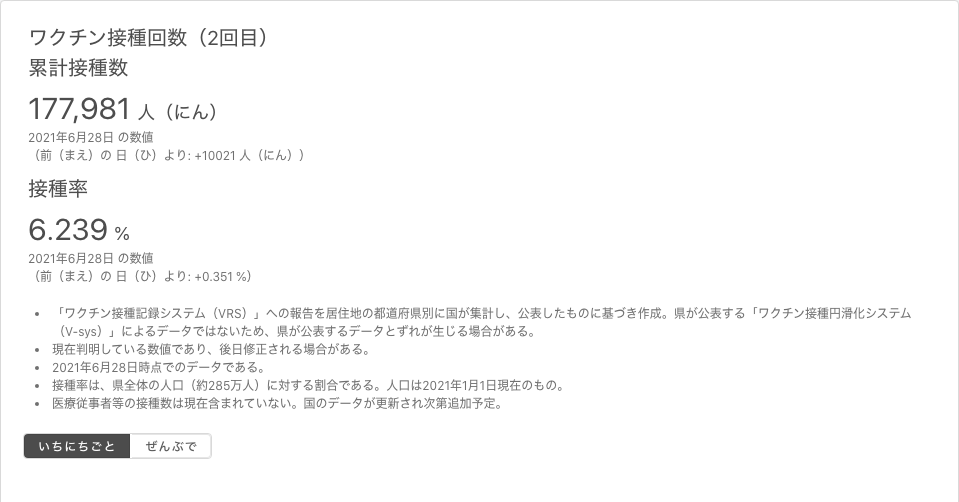 ワクチン接種回数（2回目）
累計接種数
177,981 人（にん）
2021年6月28日 の数値
（前（まえ）の 日（ひ）より: +10021 人（にん））
接種率
6.239 %
2021年6月28日 の数値
（前（まえ）の 日（ひ）より: +0.351 %）
• 「ワクチン接種記録システム（VRS）」への報告を居住地の都道府県別に国が集計し、公表したものに基づき作成。県が公表する「ワクチン接種円滑化システム
（V-sys）」によるデータではないため、県が公表するデータとずれが生じる場合がある。
• 現在判明している数値であり、後日修正される場合がある。
• 2021年6月28日時点でのデータである。
• 接種率は、県全体の人口（約285万人）に対する割合である。人口は2021年1月1日現在のもの。
• 医療従事者等の接種数は現在含まれていない。国のデータが更新され次第追加予定。
いちにちごと ぜんぶで